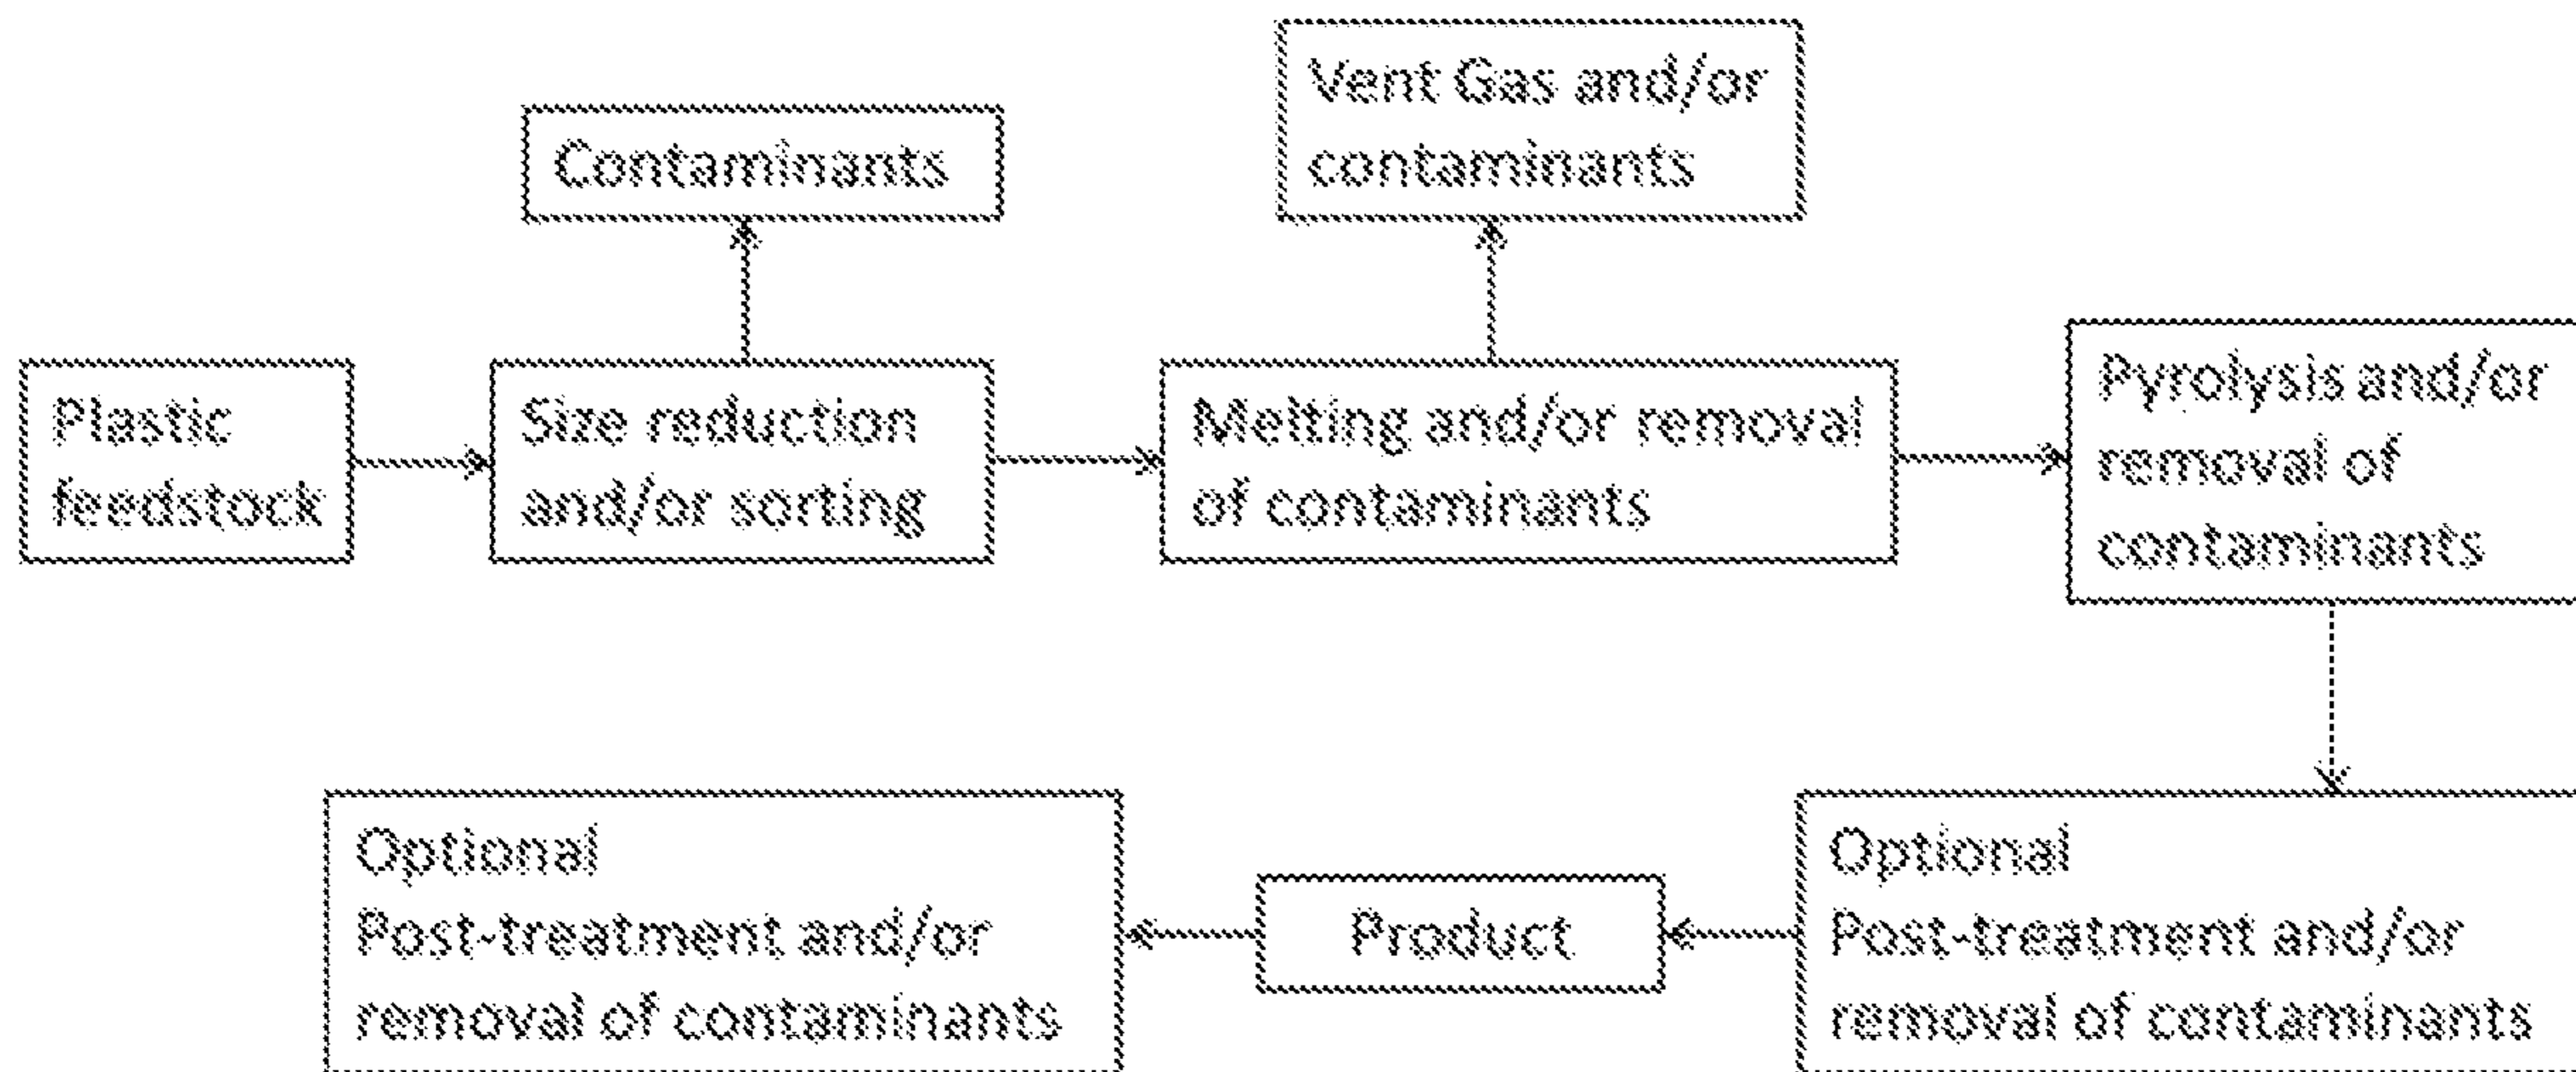 Vent Gas and/or
contaminants
Contaminants
Plastic
feedstock
Size reduction
and/or sorting
Melting and/or removal
of contaminants
Pyrolysis and/or
removal of
contaminants
Optional
Post-treatment and/or
removal of contaminants
Product
Optional
Post-treatment and/or
removal of contaminants